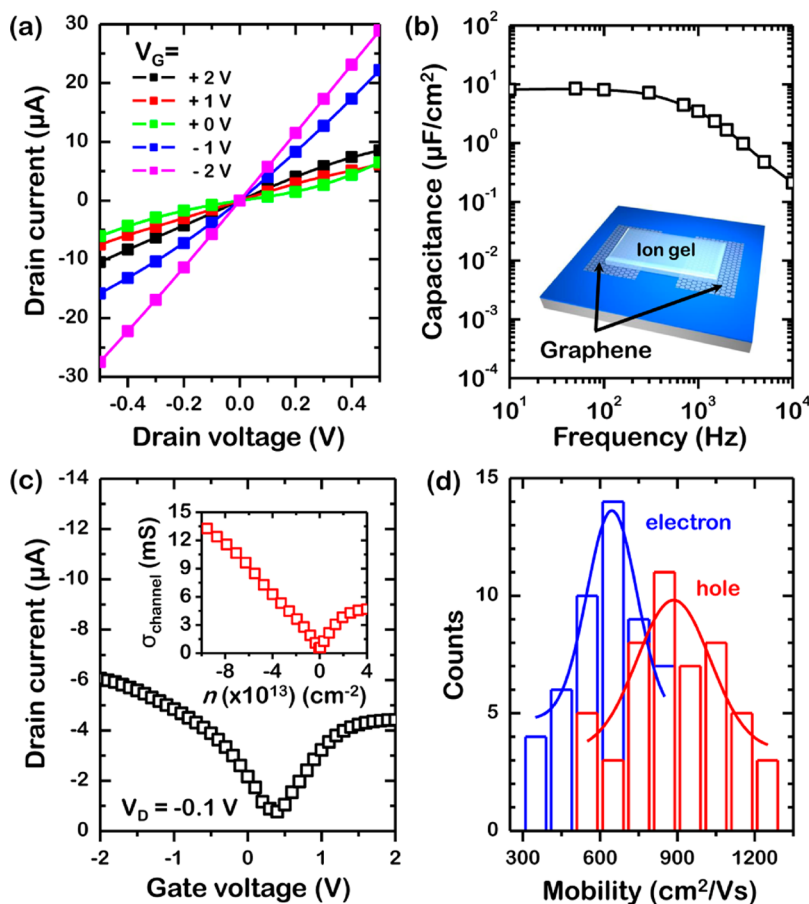 (a)
V_G=
+ 2 V
+ 1 V
+ 0 V
- 1 V
- 2 V
30
20
10
0
-10
-20
30
-0.4 -0.2 0.0 0.2 0.4
Drain current (µA)
Drain voltage (V)
(b)
10^4
10^3
10^2
10^1
10^0
10^-1
10^-2
10^-3
10^-4
10^1 10^2 10^3 10^4
Capacitance (µF/cm^2)
Frequency (Hz)
Ion gel
Graphene
(c)
-14
-12
-10
-8
-6
-4
-2
0
-2 -1 0 1 2
Drain current (µA)
Gate voltage (V)
V_D = -0.1 V
15
12
9
6
3
0
-8 -4 0 4
σ_channel (mS)
n (x10^13) (cm^-2)
(d)
15
10
5
0
300 600 900 1200
Counts
Mobility (cm^2/Vs)
electron
hole